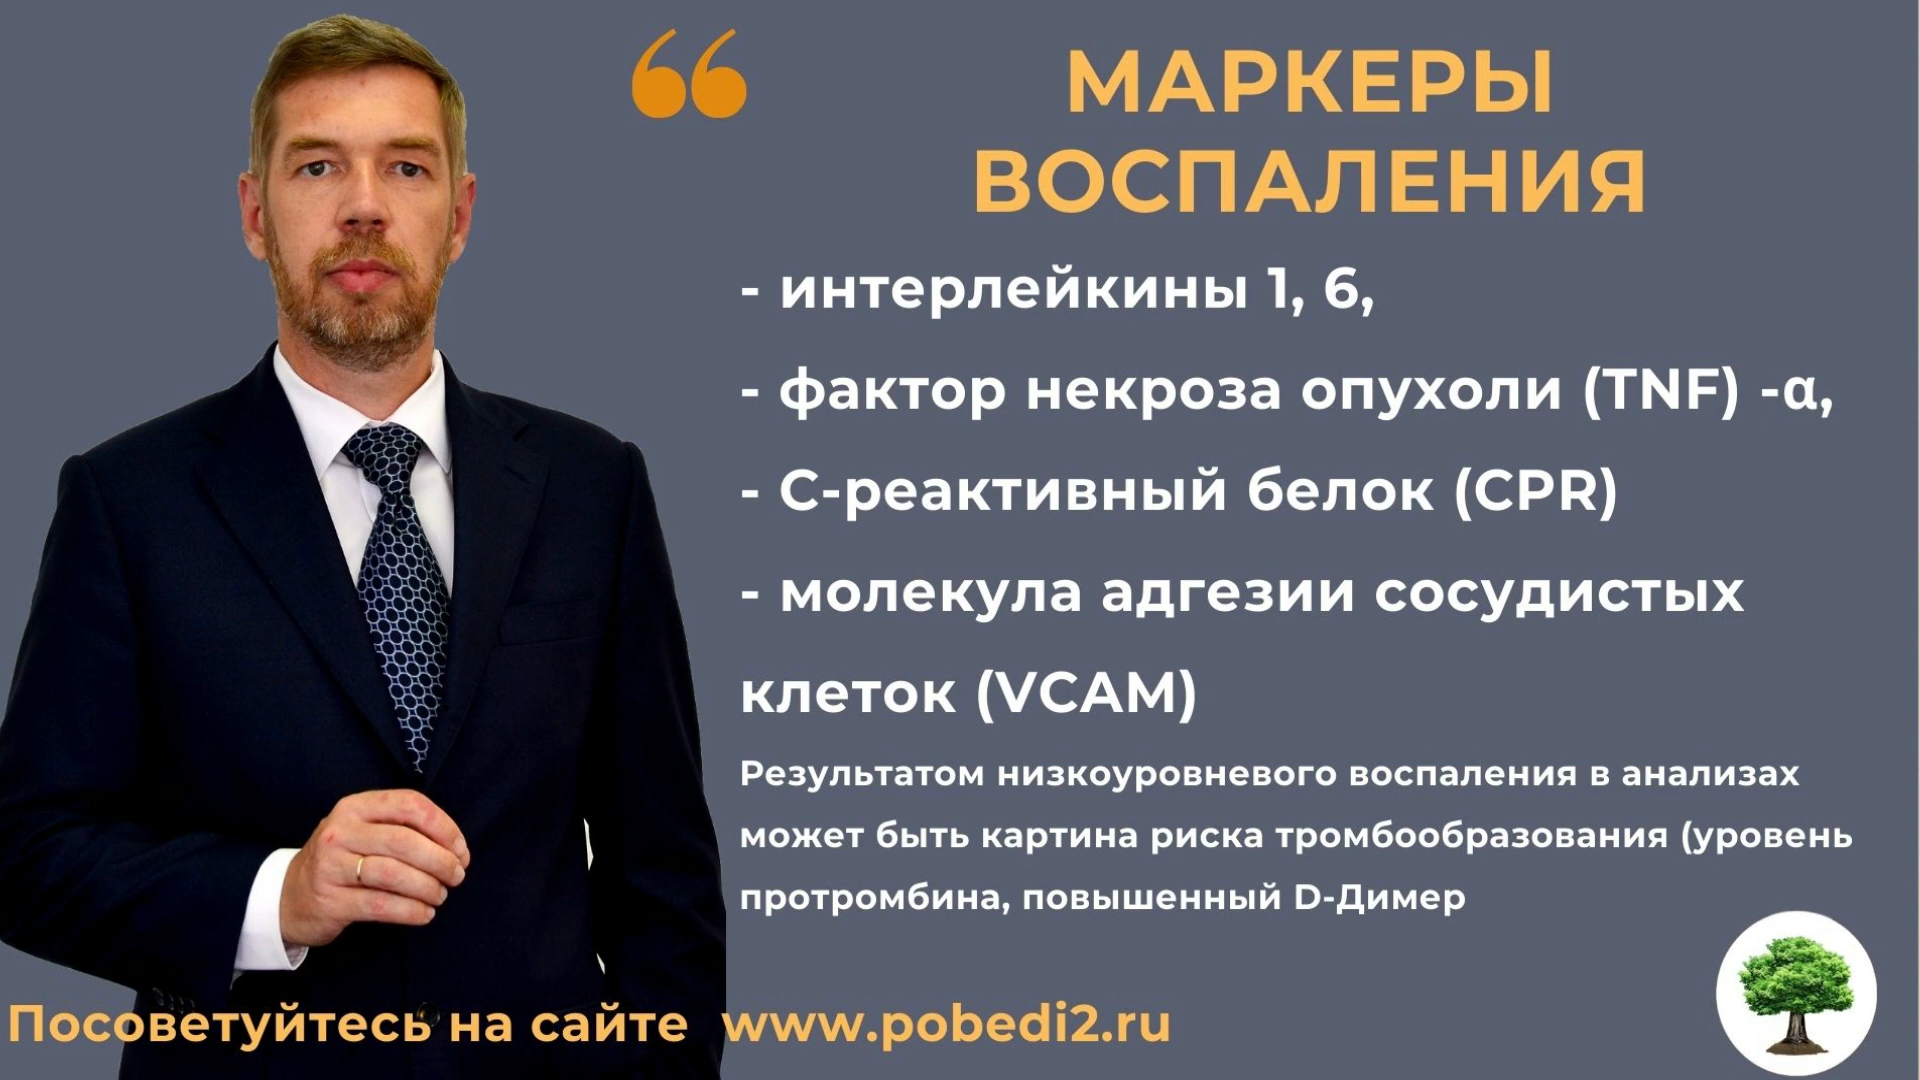 ❝
МАРКЕРЫ
ВОСПАЛЕНИЯ
- интерлейкины 1, 6,
- фактор некроза опухоли (TNF) -α,
- С-реактивный белок (CPR)
- молекула адгезии сосудистых
клеток (VCAM)
Результатом низкоуровневого воспаления в анализах
может быть картина риска тромбообразования (уровень
протромбина, повышенный D-Димер
Посоветуйтесь на сайте www.pobedi2.ru